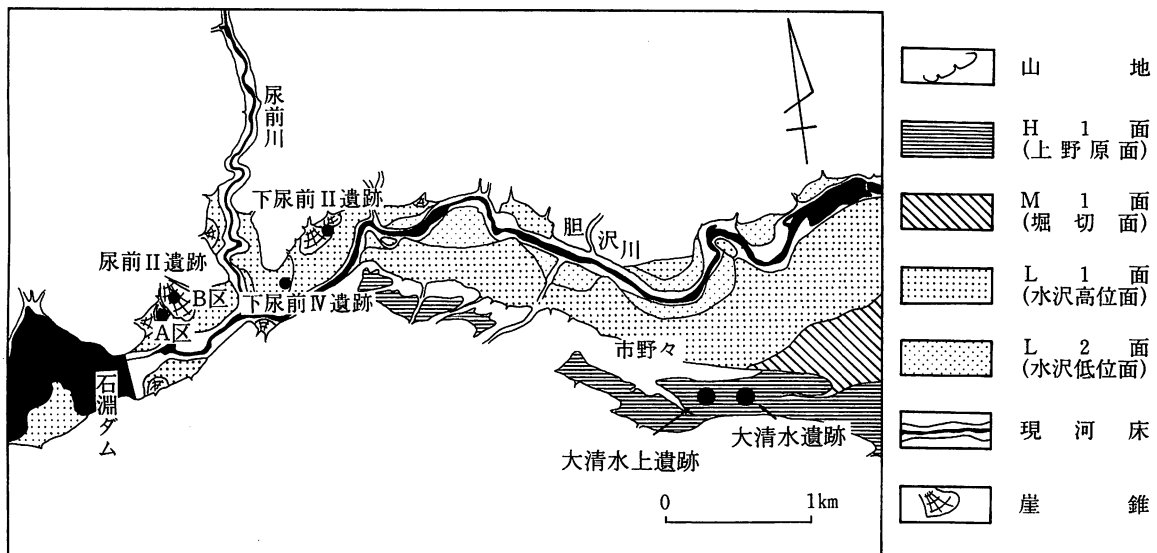 尿前川
下尿前II遺跡
尿前II遺跡
B区
A区
下尿前IV遺跡
胆沢川
市野々
石淵ダム
大清水遺跡
大清水上遺跡
0 1km
山地
H1面
(上野原面)
M1面
(堀切面)
L1面
(水沢高位面)
L2面
(水沢低位面)
現河床
崖錐